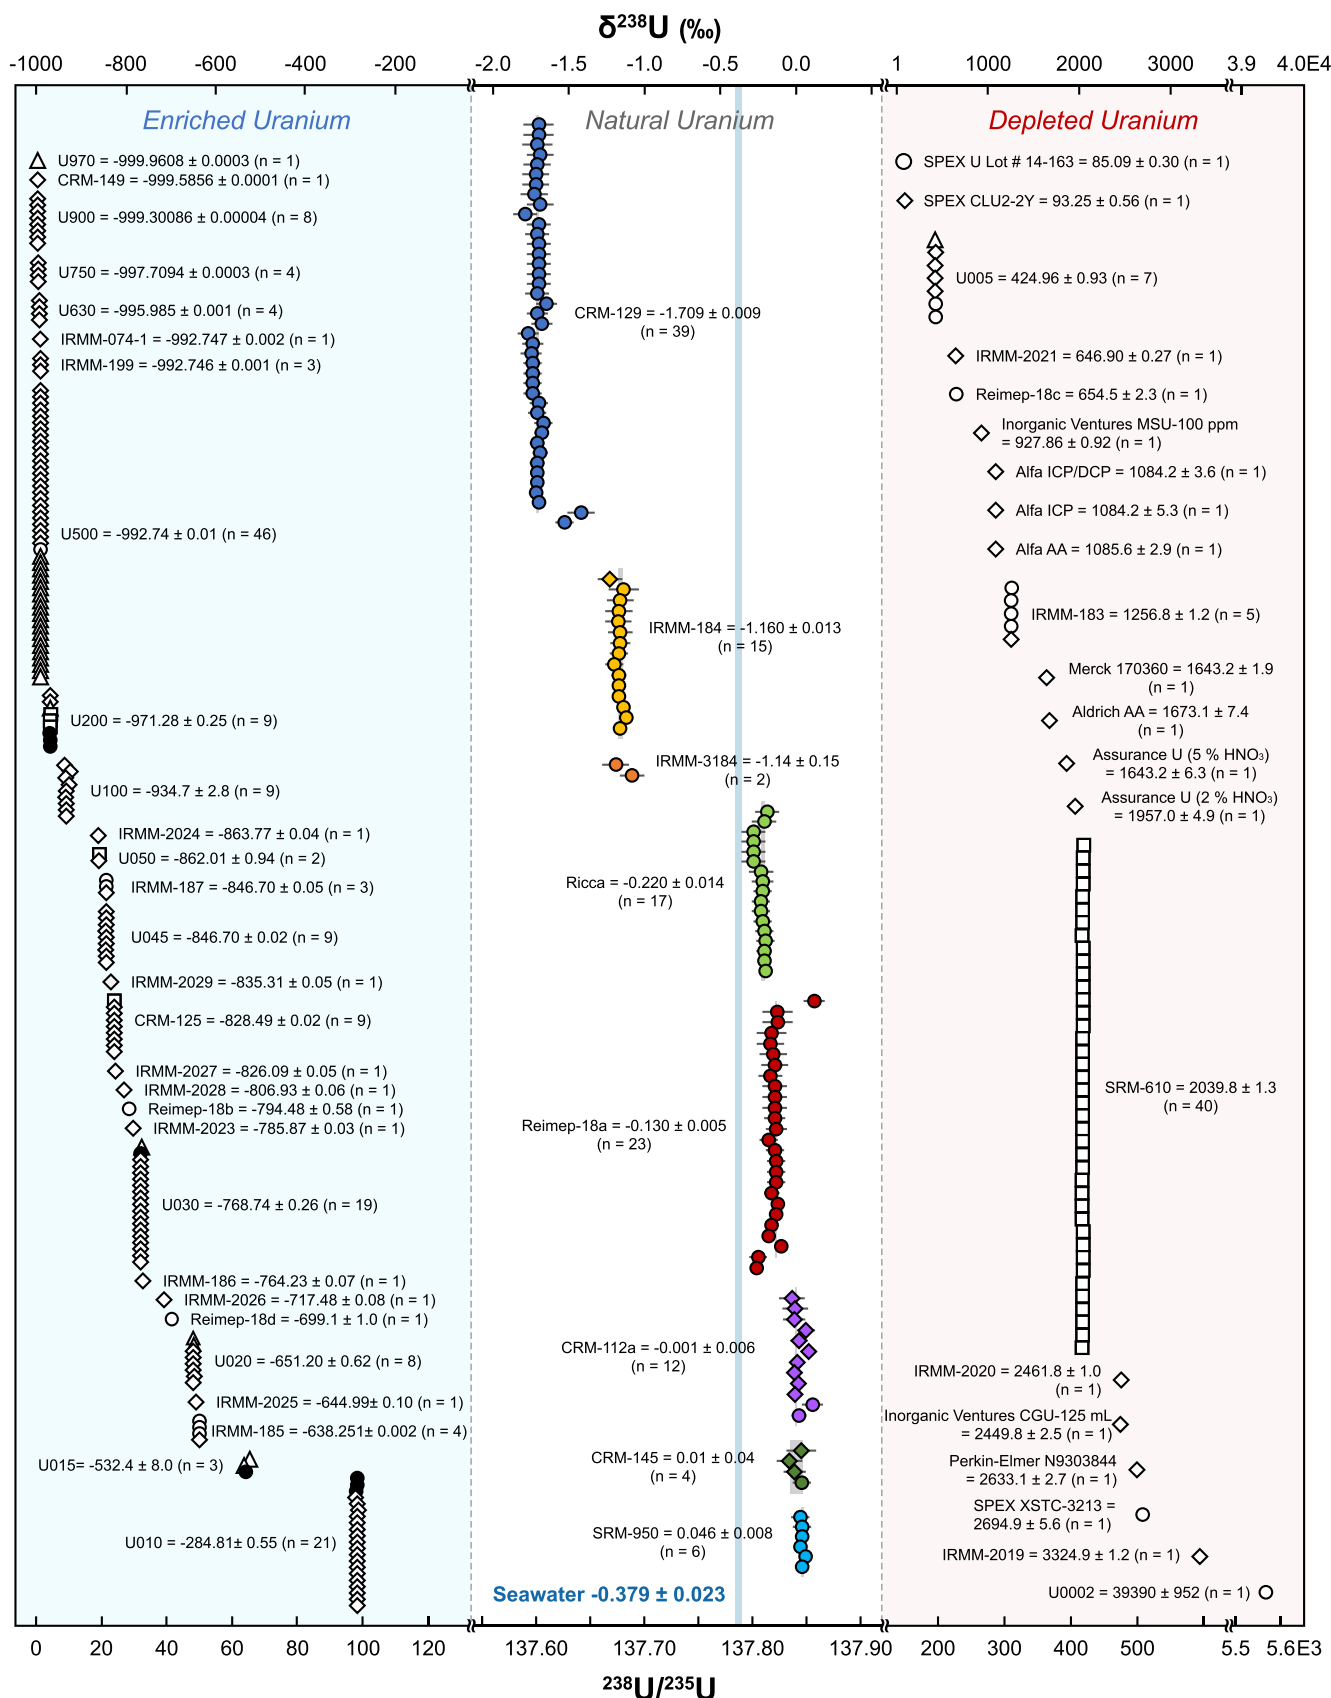 δ²³⁸U (‰)
-1000 -800 -600 -400 -200 -2.0 -1.5 -1.0 -0.5 0.0 1 1000 2000 3000 3.9 4.0E4
Enriched Uranium
Natural Uranium
Depleted Uranium
U970 = -999.9608 ± 0.0003 (n = 1)
CRM-149 = -999.5856 ± 0.0001 (n = 1)
U900 = -999.30086 ± 0.00004 (n = 8)
U750 = -997.7094 ± 0.0003 (n = 4)
U630 = -995.985 ± 0.001 (n = 4)
IRMM-074-1 = -992.747 ± 0.002 (n = 1)
IRMM-199 = -992.746 ± 0.001 (n = 3)
U500 = -992.74 ± 0.01 (n = 46)
U200 = -971.28 ± 0.25 (n = 9)
U100 = -934.7 ± 2.8 (n = 9)
IRMM-2024 = -863.77 ± 0.04 (n = 1)
U050 = -862.01 ± 0.94 (n = 2)
IRMM-187 = -846.70 ± 0.05 (n = 3)
U045 = -846.70 ± 0.02 (n = 9)
IRMM-2029 = -835.31 ± 0.05 (n = 1)
CRM-125 = -828.49 ± 0.02 (n = 9)
IRMM-2027 = -826.09 ± 0.05 (n = 1)
IRMM-2028 = -806.93 ± 0.06 (n = 1)
Reimep-18b = -794.48 ± 0.58 (n = 1)
IRMM-2023 = -785.87 ± 0.03 (n = 1)
U030 = -768.74 ± 0.26 (n = 19)
IRMM-186 = -764.23 ± 0.07 (n = 1)
IRMM-2026 = -717.48 ± 0.08 (n = 1)
Reimep-18d = -699.1 ± 1.0 (n = 1)
U020 = -651.20 ± 0.62 (n = 8)
IRMM-2025 = -644.99± 0.10 (n = 1)
IRMM-185 = -638.251± 0.002 (n = 4)
U015= -532.4 ± 8.0 (n = 3)
U010 = -284.81± 0.55 (n = 21)
CRM-129 = -1.709 ± 0.009
(n = 39)
IRMM-184 = -1.160 ± 0.013
(n = 15)
IRMM-3184 = -1.14 ± 0.15
(n = 2)
Ricca = -0.220 ± 0.014
(n = 17)
Reimep-18a = -0.130 ± 0.005
(n = 23)
CRM-112a = -0.001 ± 0.006
(n = 12)
CRM-145 = 0.01 ± 0.04
(n = 4)
SRM-950 = 0.046 ± 0.008
(n = 6)
Seawater -0.379 ± 0.023
SPEX U Lot # 14-163 = 85.09 ± 0.30 (n = 1)
SPEX CLU2-2Y = 93.25 ± 0.56 (n = 1)
U005 = 424.96 ± 0.93 (n = 7)
IRMM-2021 = 646.90 ± 0.27 (n = 1)
Reimep-18c = 654.5 ± 2.3 (n = 1)
Inorganic Ventures MSU-100 ppm
= 927.86 ± 0.92 (n = 1)
Alfa ICP/DCP = 1084.2 ± 3.6 (n = 1)
Alfa ICP = 1084.2 ± 5.3 (n = 1)
Alfa AA = 1085.6 ± 2.9 (n = 1)
IRMM-183 = 1256.8 ± 1.2 (n = 5)
Merck 170360 = 1643.2 ± 1.9
(n = 1)
Aldrich AA = 1673.1 ± 7.4
(n = 1)
Assurance U (5 % HNO₃)
= 1643.2 ± 6.3 (n = 1)
Assurance U (2 % HNO₃)
= 1957.0 ± 4.9 (n = 1)
SRM-610 = 2039.8 ± 1.3
(n = 40)
IRMM-2020 = 2461.8 ± 1.0
(n = 1)
Inorganic Ventures CGU-125 mL
= 2449.8 ± 2.5 (n = 1)
Perkin-Elmer N9303844
= 2633.1 ± 2.7 (n = 1)
SPEX XSTC-3213 =
2694.9 ± 5.6 (n = 1)
IRMM-2019 = 3324.9 ± 1.2 (n = 1)
U0002 = 39390 ± 952 (n = 1)
0 20 40 60 80 100 120 137.60 137.70 137.80 137.90 200 300 400 500 5.5 5.6E3
²³⁸U/²³⁵U